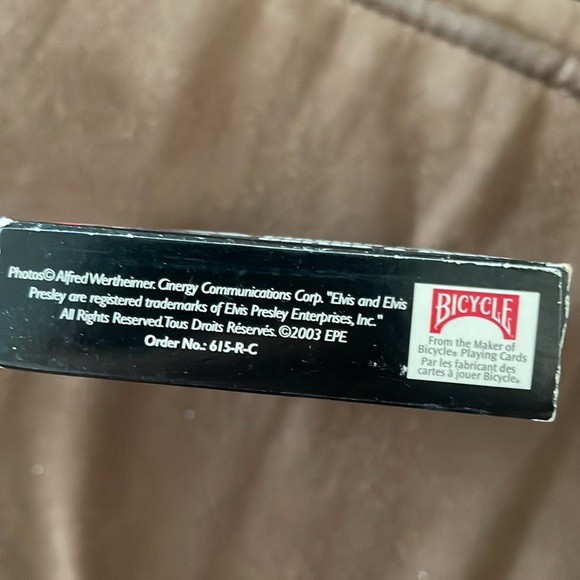 Photos© Alfred Wertheimer. Cinergy Communications Corp. "Elvis and Elvis
Presley are registered trademarks of Elvis Presley Enterprises, Inc."
All Rights Reserved.Tous Droits Réservés. ©2003 EPE
Order No.: 615-R-C
BICYCLE
From the Maker of
Bicycle® Playing Cards
Par les fabricant des
cartes à jouer Bicycle®